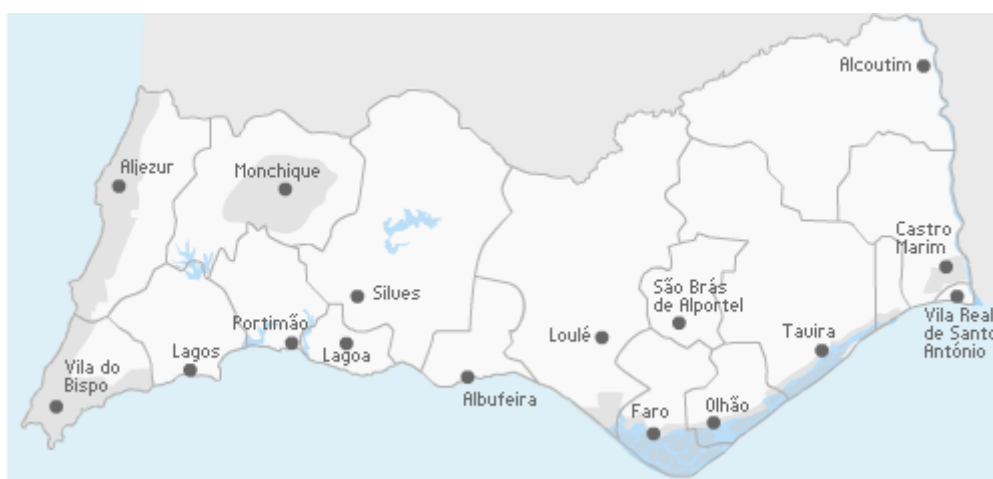 Alcoutim
Aljezur
Monchique
Castro
Marim
São Brás
de Alportel
Silves
Vila Real
de Santo
António
Portimão
Tavira
Loulé
Lagos
Lagoa
Vila do
Bispo
Albufeira
Olhão
Faro